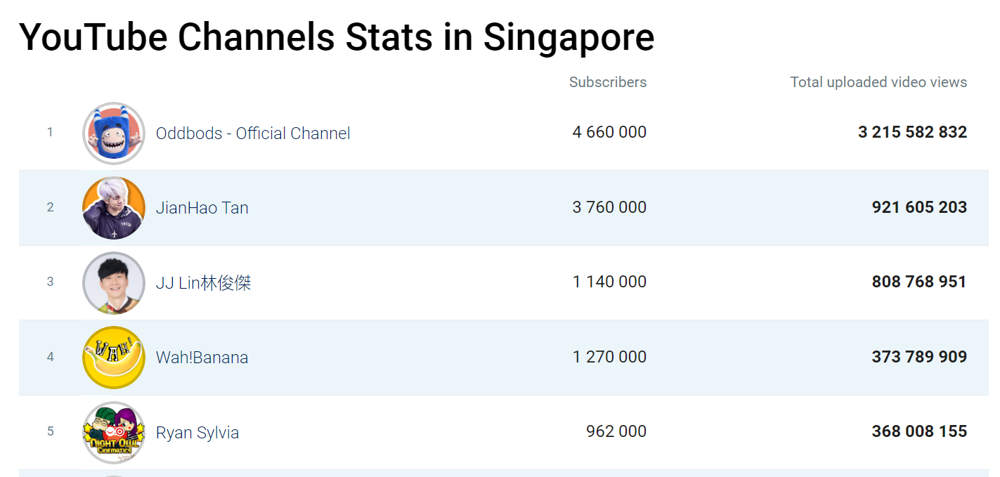 YouTube Channels Stats in Singapore
Subscribers Total uploaded video views
1 Oddbods - Official Channel 4 660 000 3 215 582 832
2 JianHao Tan 3 760 000 921 605 203
3 JJ Lin林俊傑 1 140 000 808 768 951
WAH!
4 Wah!Banana 1 270 000 373 789 909
NIGHT OWL
CINEMATICS
5 Ryan Sylvia 962 000 368 008 155